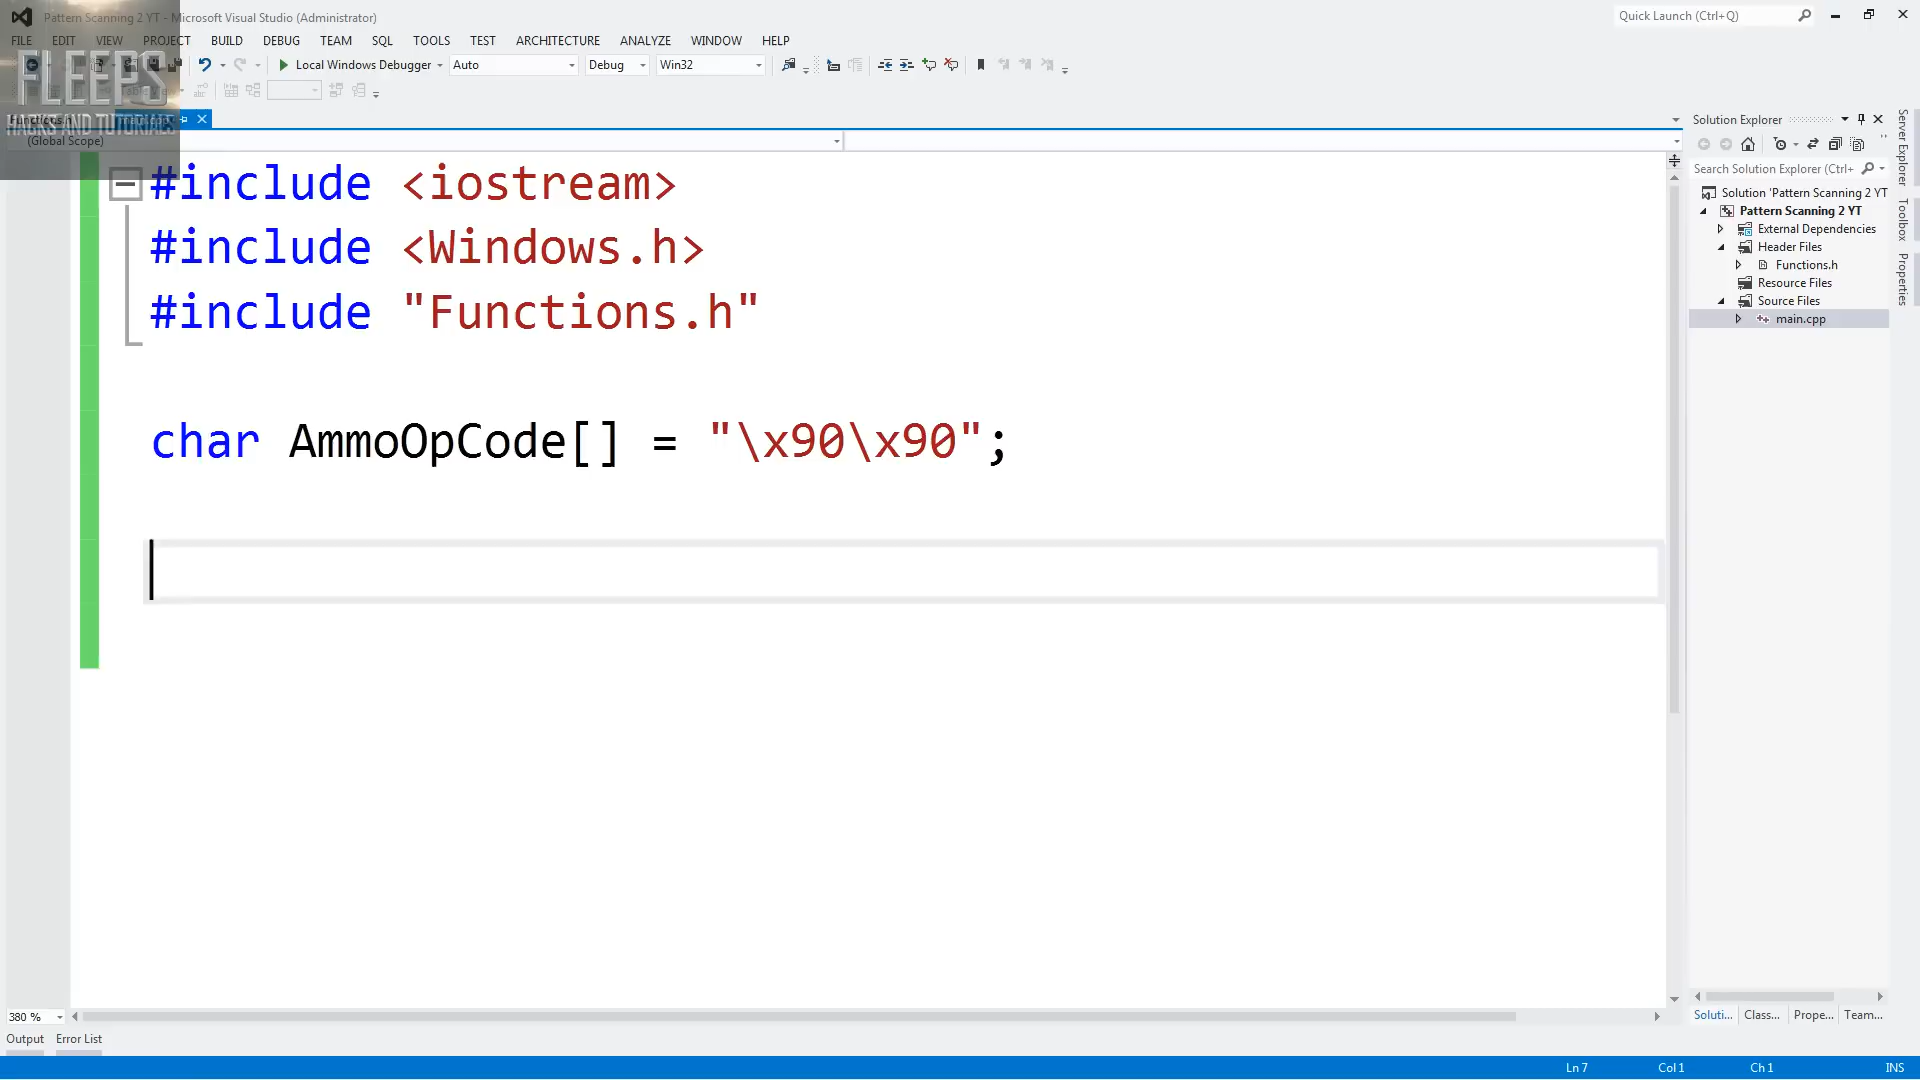 Pattern Scanning 2 YT - Microsoft Visual Studio (Administrator)
Quick Launch (Ctrl+Q)
FILE EDIT VIEW PROJECT BUILD DEBUG TEAM SQL TOOLS TEST ARCHITECTURE ANALYZE WINDOW HELP
Local Windows Debugger Auto Debug Win32
FLEEPS
HACKS AND TUTORIALS
Functions.h main.cpp
(Global Scope)
#include <iostream>
#include <Windows.h>
#include "Functions.h"
char AmmoOpCode[] = "\x90\x90";
380 %
Output Error List
Solution Explorer
Search Solution Explorer (Ctrl+
Solution 'Pattern Scanning 2 YT
Pattern Scanning 2 YT
External Dependencies
Header Files
Functions.h
Resource Files
Source Files
main.cpp
Soluti... Class... Prope... Team...
Server Explorer
Toolbox
Properties
Ln 7 Col 1 Ch 1 INS